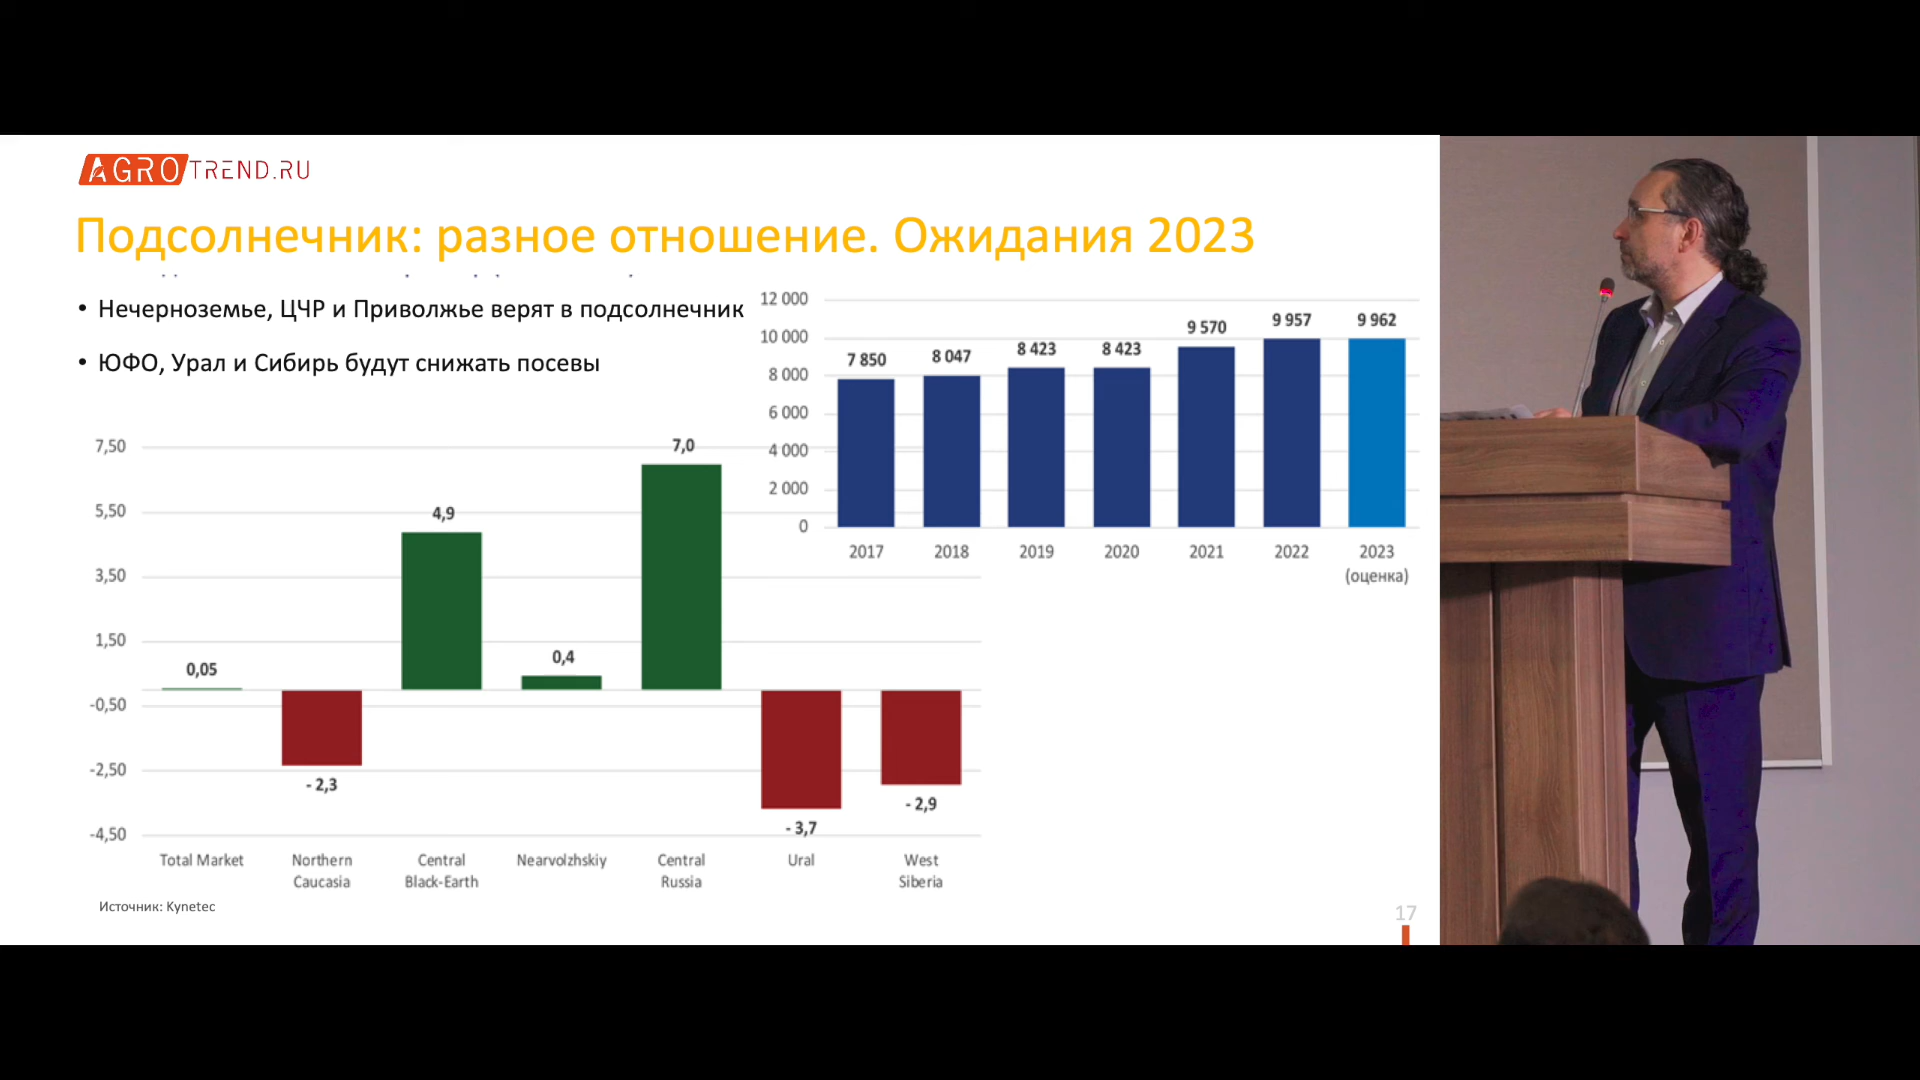 AGROTREND.RU
Подсолнечник: разное отношение. Ожидания 2023
• Нечерноземье, ЦЧР и Приволжье верят в подсолнечник
• ЮФО, Урал и Сибирь будут снижать посевы
12 000
10 000
8 000
6 000
4 000
2 000
0
7 850
8 047
8 423
8 423
9 570
9 957
9 962
2017
2018
2019
2020
2021
2022
2023
(оценка)
7,50
5,50
3,50
1,50
-0,50
-2,50
-4,50
0,05
- 2,3
4,9
0,4
7,0
- 3,7
- 2,9
Total Market
Northern
Caucasia
Central
Black-Earth
Nearvolzhskiy
Central
Russia
Ural
West
Siberia
Источник: Kynetec
17